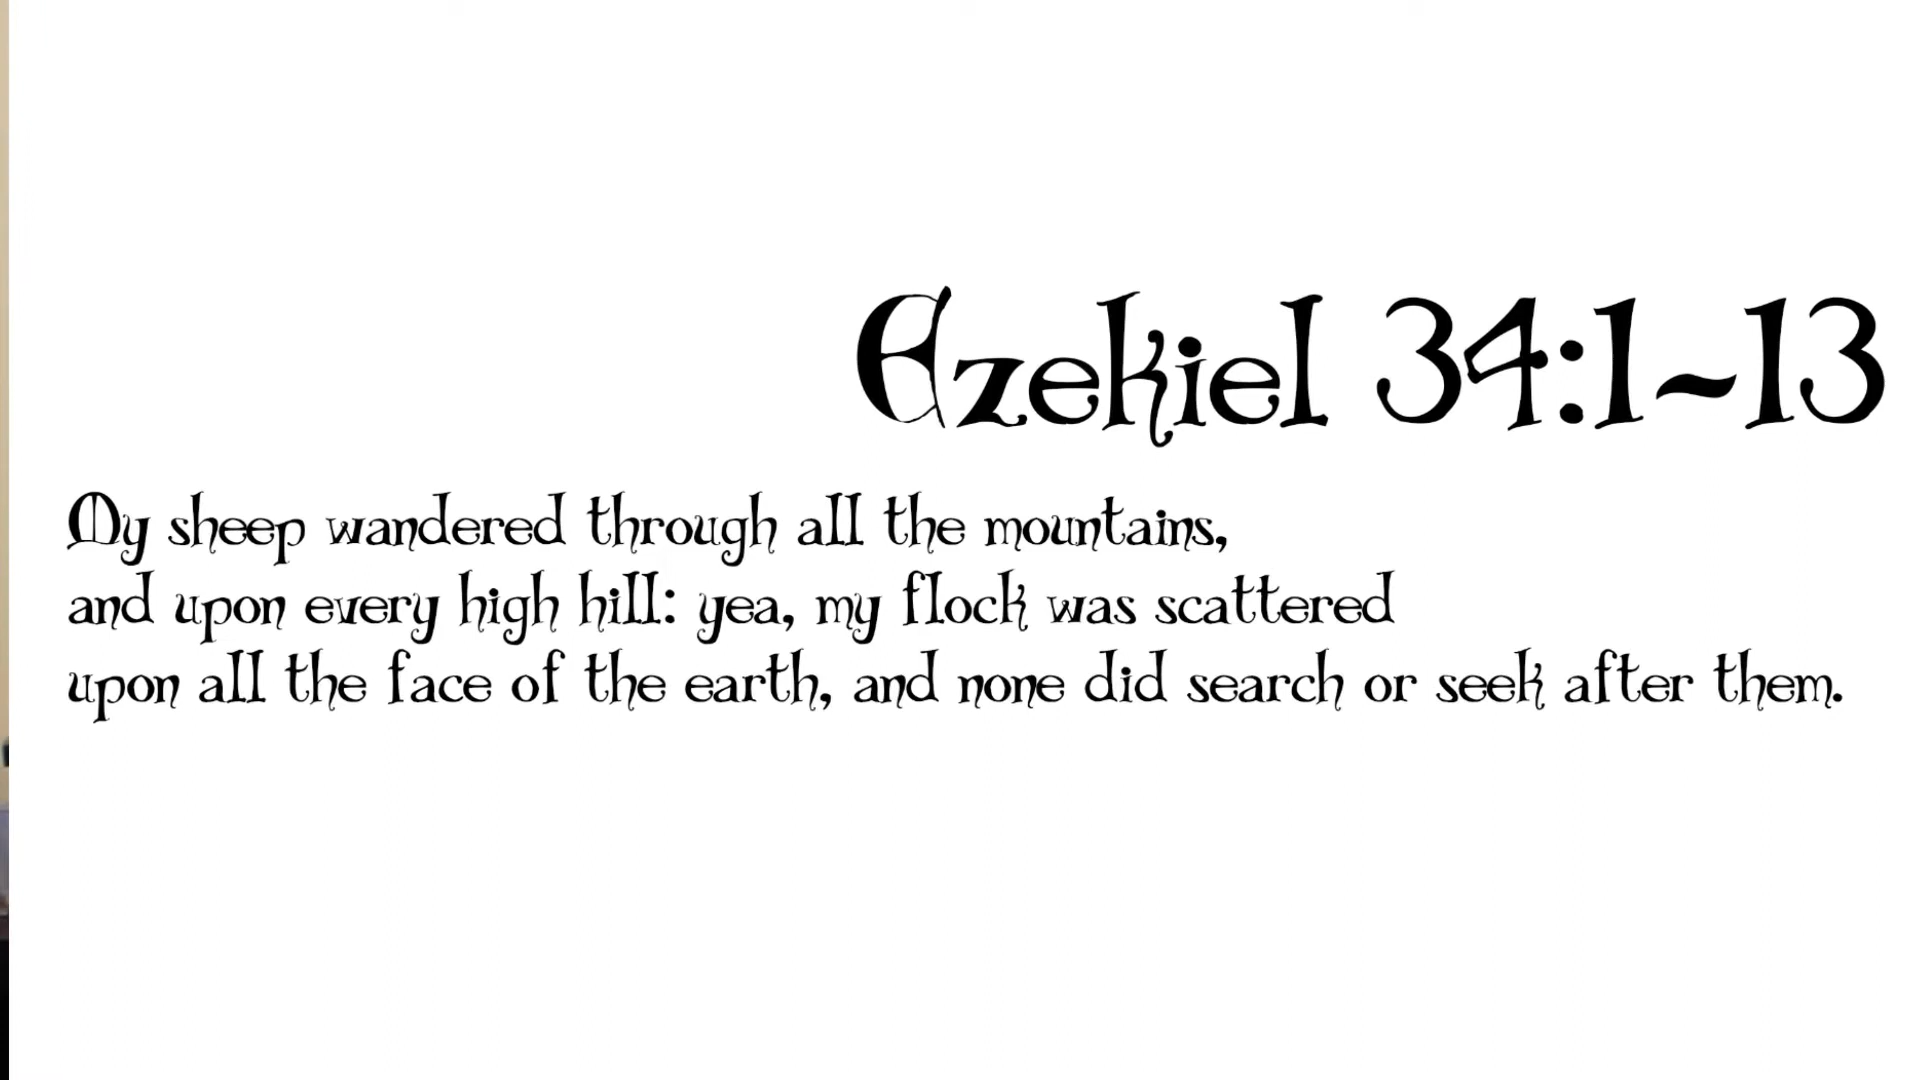 Ezekiel 34:1~13
My sheep wandered through all the mountains,
and upon every high hill: yea, my flock was scattered
upon all the face of the earth, and none did search or seek after them.